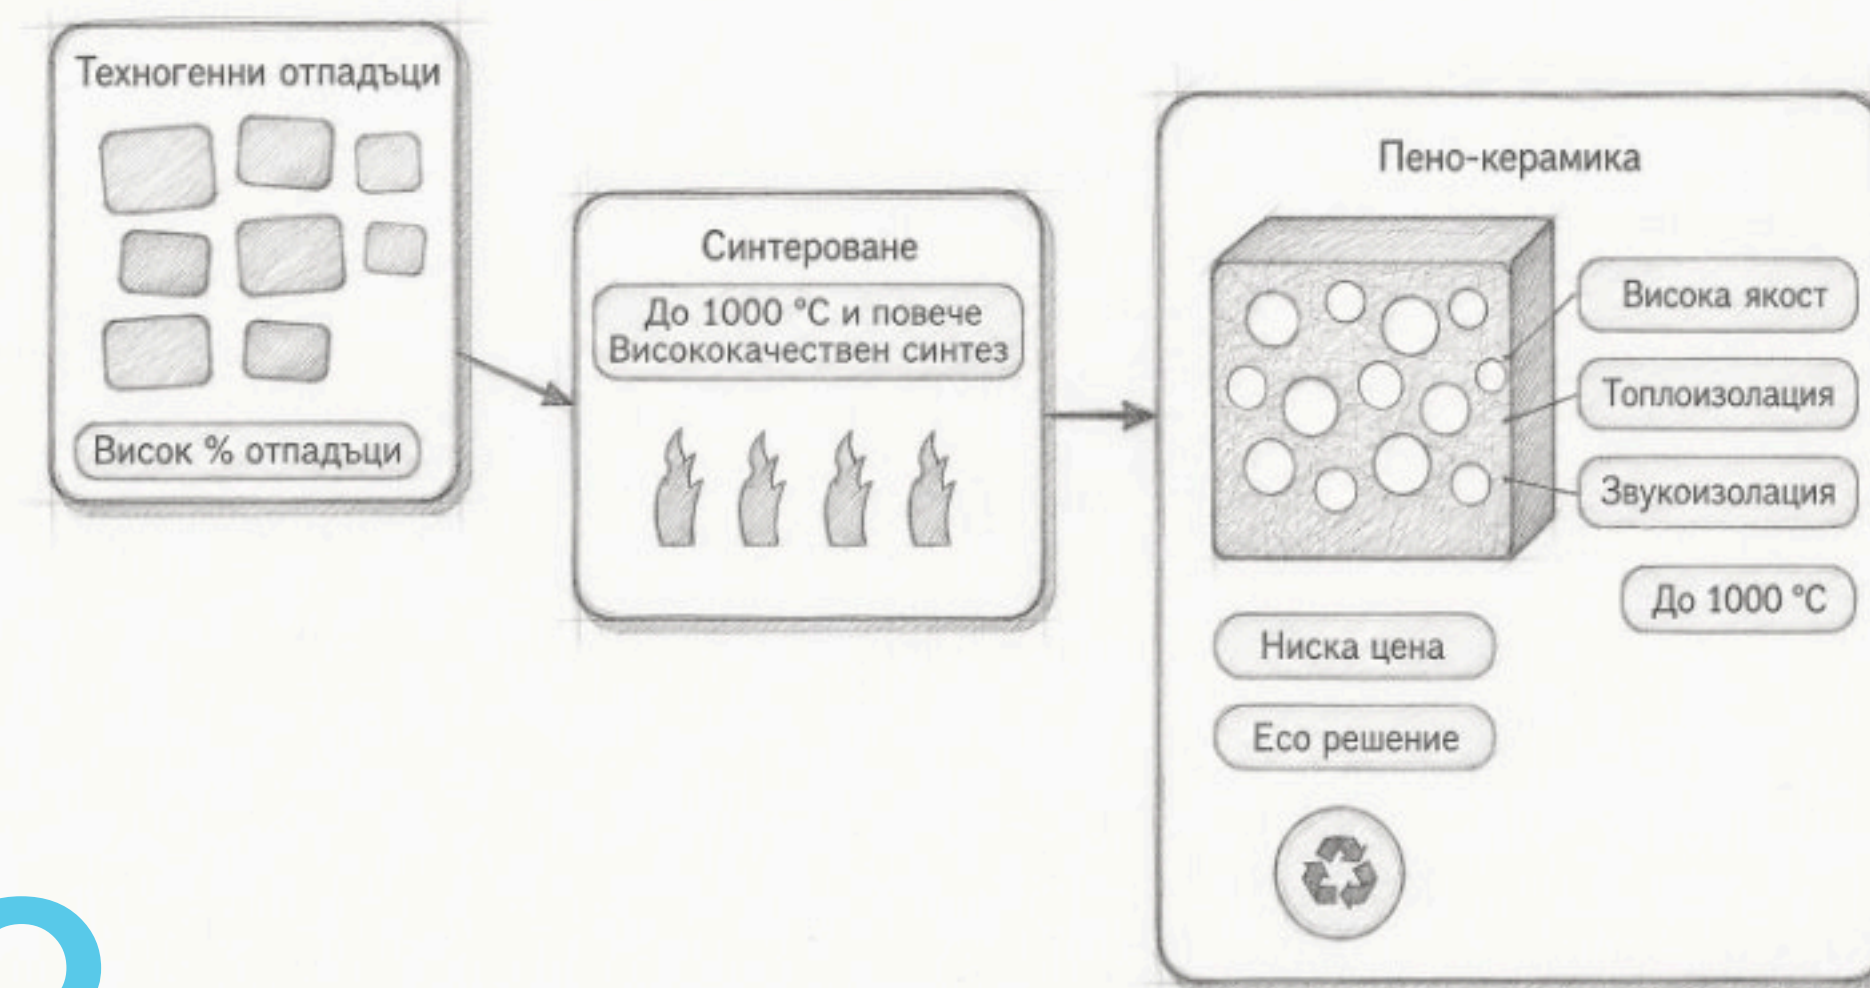 Техногенни отпадъци
Висок % отпадъци
Синтероване
До 1000 °C и повече
Висококачествен синтез
Пено-керамика
Висока якост
Топлоизолация
Звукоизолация
До 1000 °C
Ниска цена
Eco решение